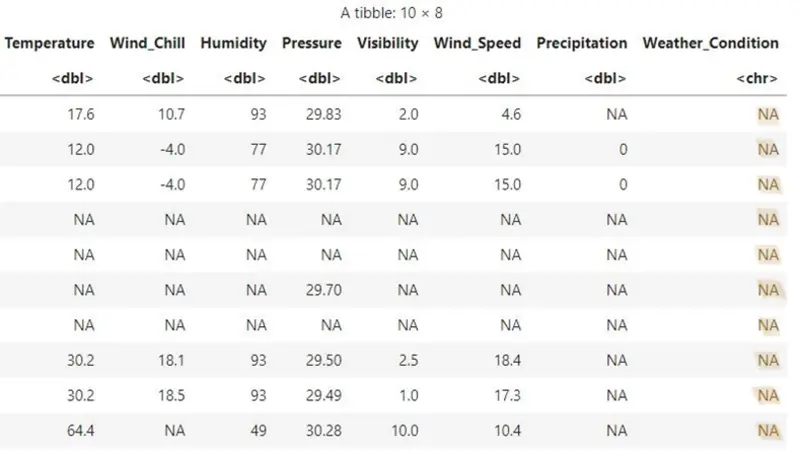 A tibble: 10 × 8
Temperature Wind_Chill Humidity Pressure Visibility Wind_Speed Precipitation Weather_Condition
<dbl> <dbl> <dbl> <dbl> <dbl> <dbl> <dbl> <chr>
17.6 10.7 93 29.83 2.0 4.6 NA NA
12.0 -4.0 77 30.17 9.0 15.0 0 NA
12.0 -4.0 77 30.17 9.0 15.0 0 NA
NA NA NA NA NA NA NA NA
NA NA NA NA NA NA NA NA
NA NA NA 29.70 NA NA NA NA
NA NA NA NA NA NA NA NA
30.2 18.1 93 29.50 2.5 18.4 NA NA
30.2 18.5 93 29.49 1.0 17.3 NA NA
64.4 NA 49 30.28 10.0 10.4 NA NA